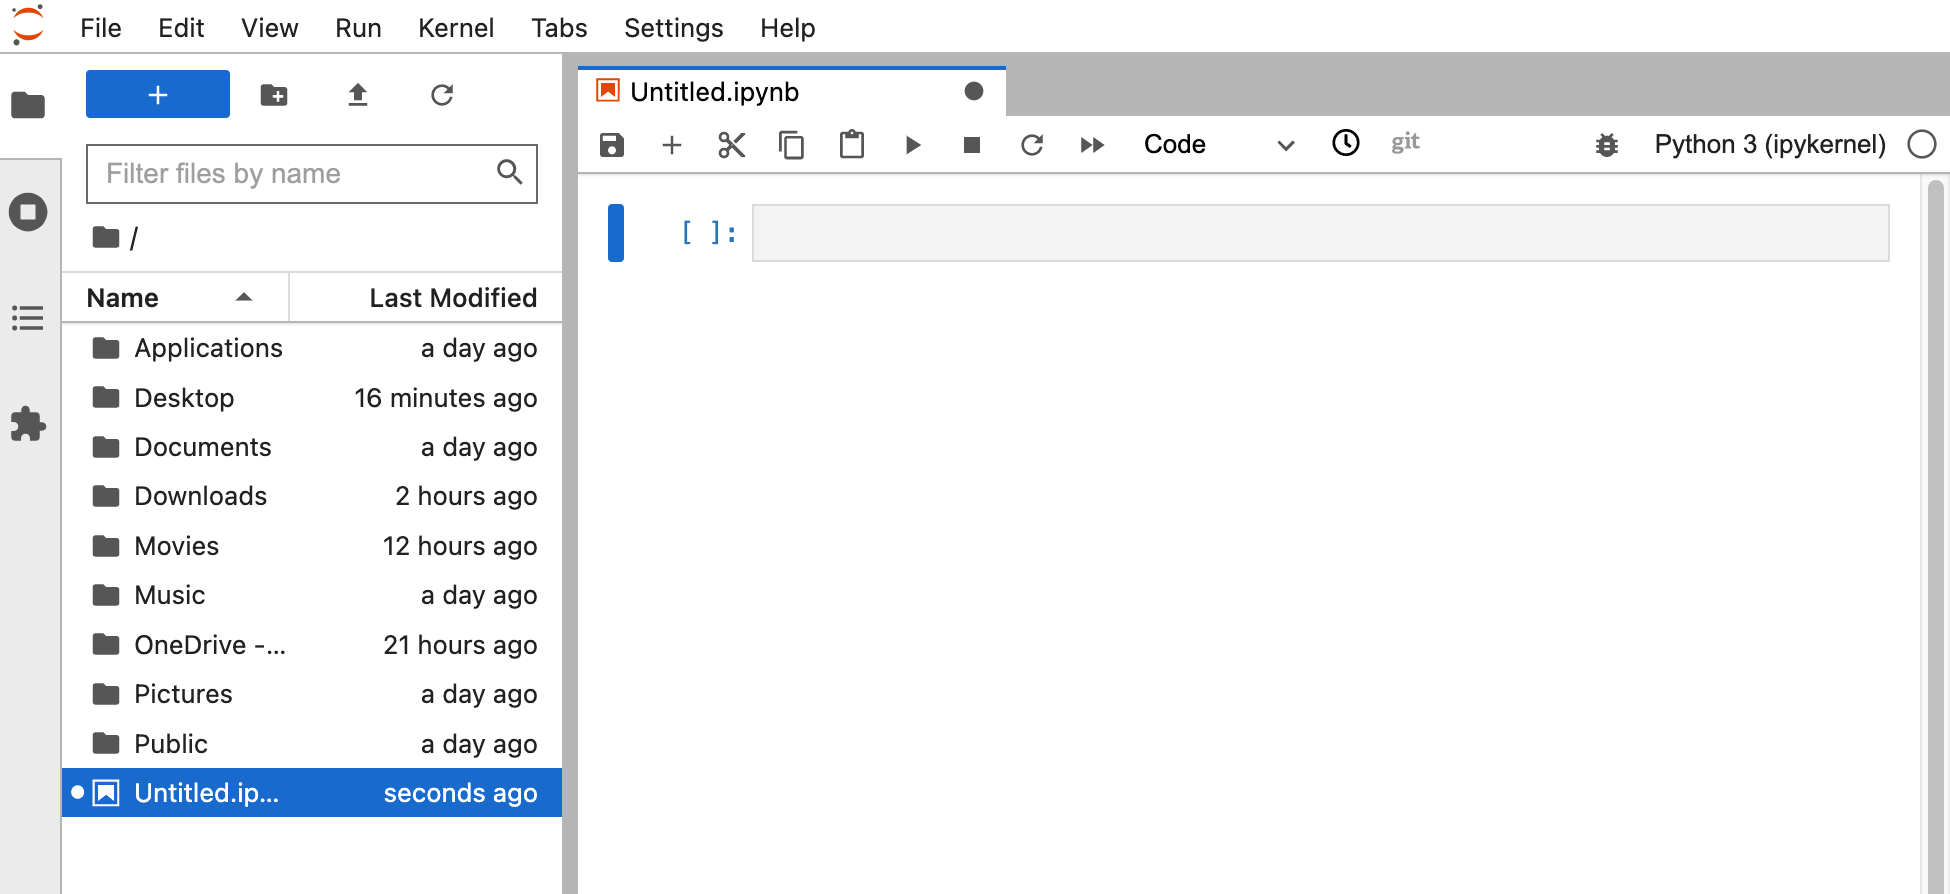 File Edit View Run Kernel Tabs Settings Help
Untitled.ipynb
Code git Python 3 (ipykernel)
Filter files by name
/
[ ]:
Name Last Modified
Applications a day ago
Desktop 16 minutes ago
Documents a day ago
Downloads 2 hours ago
Movies 12 hours ago
Music a day ago
OneDrive -... 21 hours ago
Pictures a day ago
Public a day ago
Untitled.ip... seconds ago